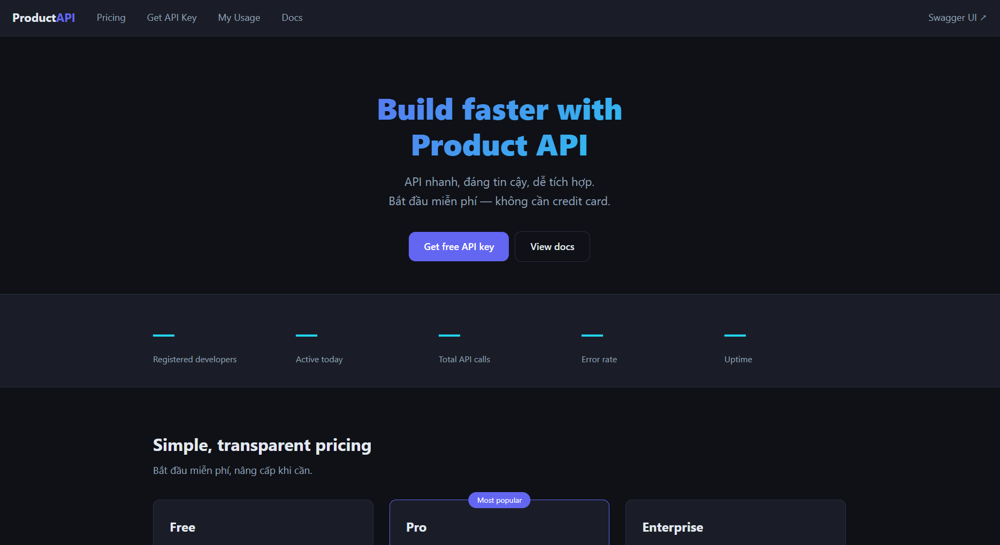 ProductAPI Pricing Get API Key My Usage Docs Swagger UI ↗
Build faster with
Product API
API nhanh, đáng tin cậy, dễ tích hợp.
Bắt đầu miễn phí — không cần credit card.
Get free API key View docs
— — — — —
Registered developers Active today Total API calls Error rate Uptime
Simple, transparent pricing
Bắt đầu miễn phí, nâng cấp khi cần.
Most popular
Free Pro Enterprise